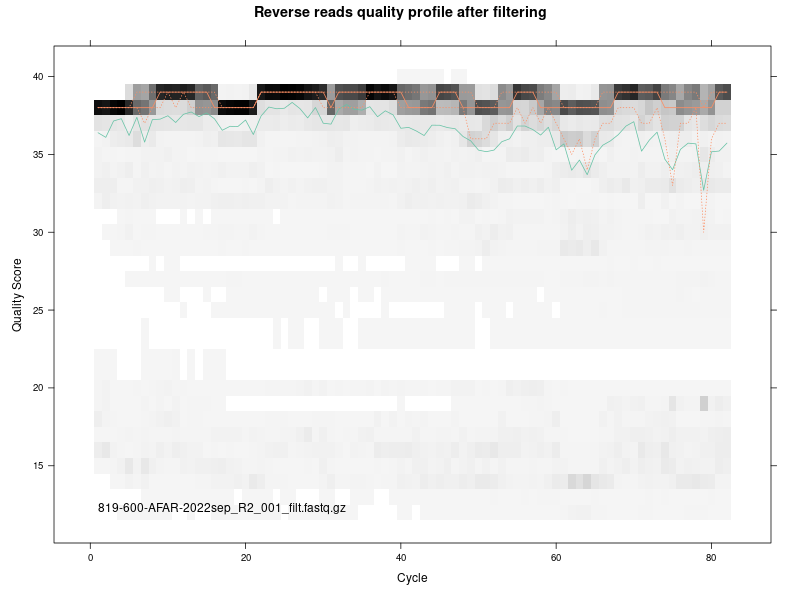 Reverse reads quality profile after filtering
40
35
30
25
20
15
Quality Score
819-600-AFAR-2022sep_R2_001_filt.fastq.gz
0 20 40 60 80
Cycle